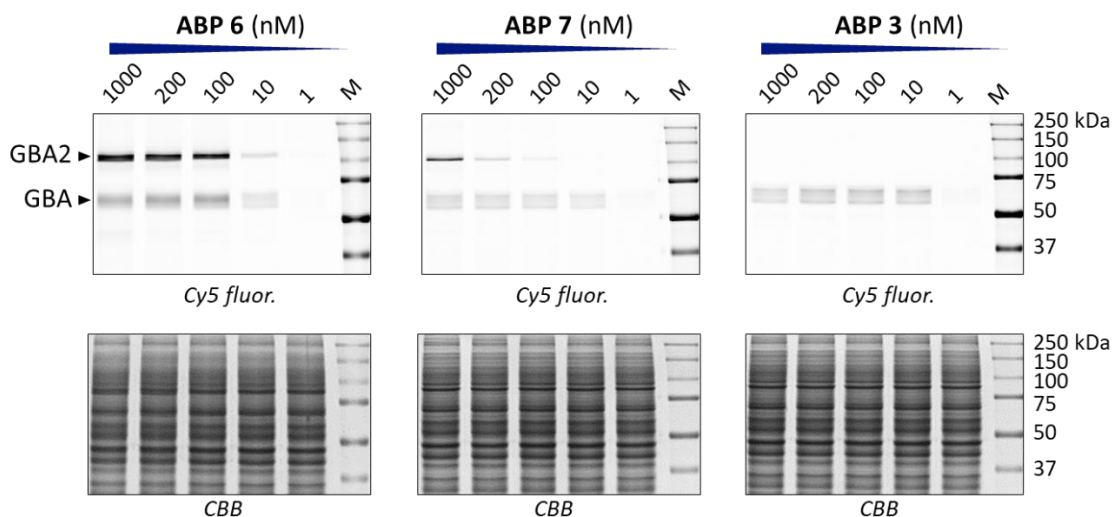 ABP 6 (nM) ABP 7 (nM) ABP 3 (nM)
1000 200 100 10 1 M 1000 200 100 10 1 M 1000 200 100 10 1 M
250 kDa
150
GBA2 100
75
GBA
50
37
Cy5 fluor. Cy5 fluor. Cy5 fluor.
250 kDa
150
100
75
50
37
CBB CBB CBB